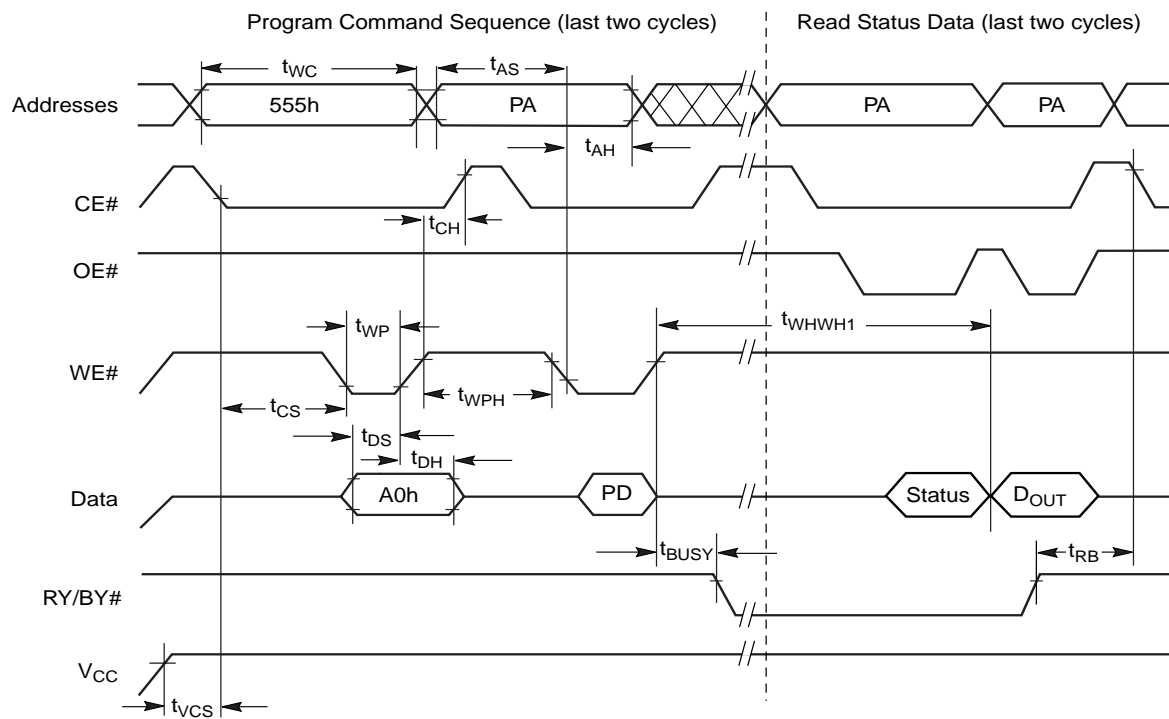 Program Command Sequence (last two cycles)
Read Status Data (last two cycles)
tWC
tAS
Addresses
555h
PA
PA
PA
tAH
CE#
tCH
OE#
tWP
tWHWH1
WE#
tCS
tWPH
tDS
tDH
Data
A0h
PD
Status
DOUT
tBUSY
tRB
RY/BY#
VCC
tVCS